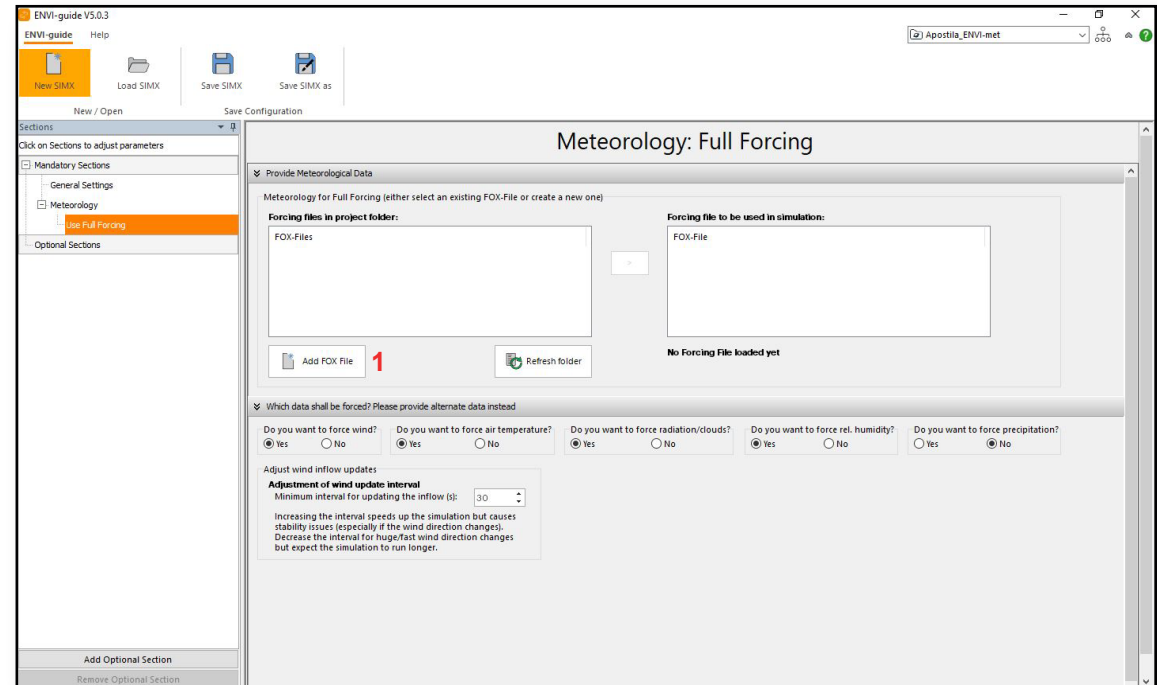 ENVI-guide V5.0.3
ENVI-guide Help
Apostila_ENVI-met
New SIMX Load SIMX Save SIMX Save SIMX as
New / Open Save Configuration
Sections
Click on Sections to adjust parameters
Mandatory Sections
General Settings
Meteorology
Use Full Forcing
Optional Sections
Add Optional Section
Remove Optional Section
Meteorology: Full Forcing
Provide Meteorological Data
Meteorology for Full Forcing (either select an existing FOX-File or create a new one)
Forcing files in project folder: Forcing file to be used in simulation:
FOX-Files FOX-File
>
Add FOX File 1 Refresh folder No Forcing File loaded yet
Which data shall be forced? Please provide alternate data instead
Do you want to force wind? Do you want to force air temperature? Do you want to force radiation/clouds? Do you want to force rel. humidity? Do you want to force precipitation?
Yes No Yes No Yes No Yes No Yes No
Adjust wind inflow updates
Adjustment of wind update interval
Minimum interval for updating the inflow (s): 30
Increasing the interval speeds up the simulation but causes
stability issues (especially if the wind direction changes).
Decrease the interval for huge/fast wind direction changes
but expect the simulation to run longer.